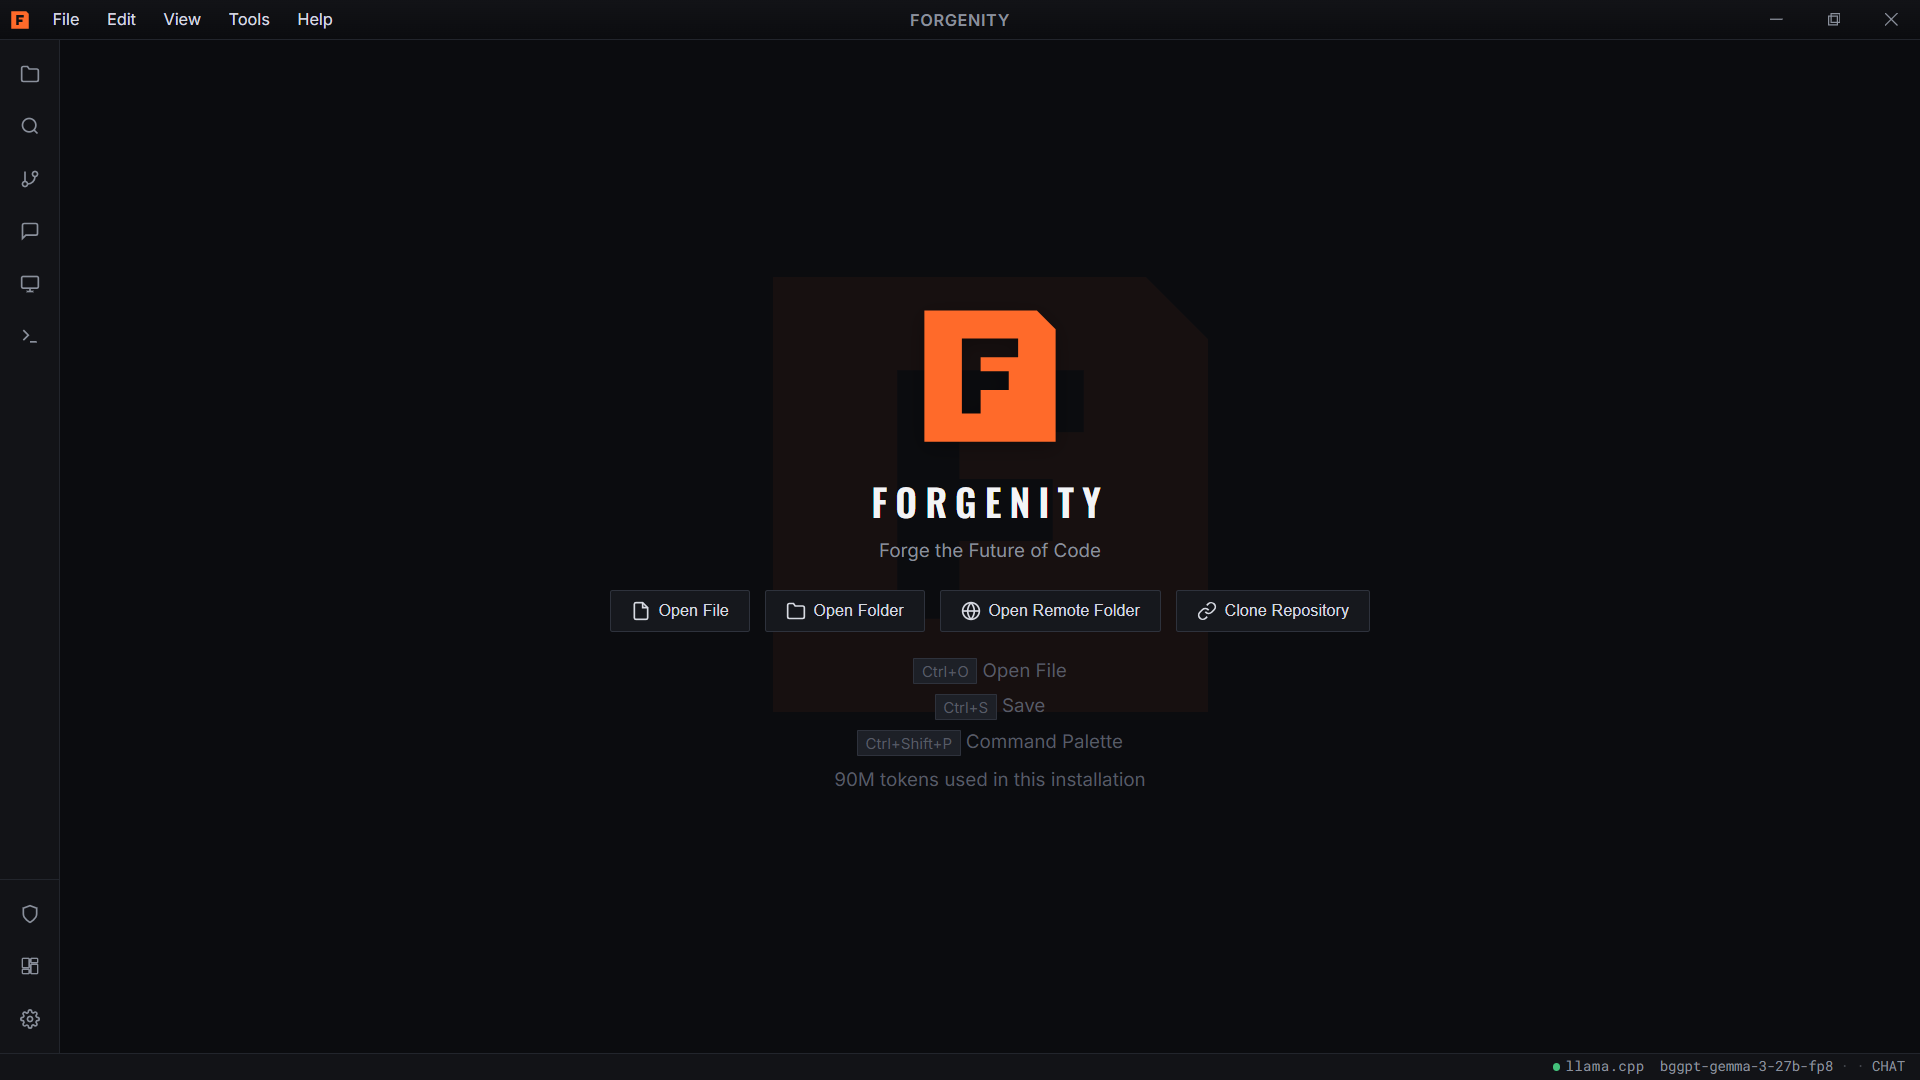 F File Edit View Tools Help FORGENITY
F
FORGENITY
Forge the Future of Code
Open File Open Folder Open Remote Folder Clone Repository
Ctrl+O Open File
Ctrl+S Save
Ctrl+Shift+P Command Palette
90M tokens used in this installation
llama.cpp bggpt-gemma-3-27b-fp8 · · CHAT